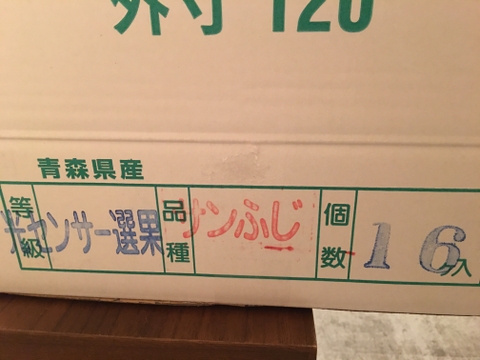 外寸 120
青森県産
等級 光センサー選果 品種 サンふじ 個数 16入